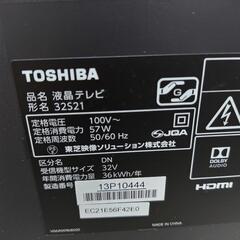 TOSHIBA
品名 液晶テレビ
形名 32S21
定格電圧 100V~
定格消費電力 57W
定格周波数 50/60 Hz
東芝映像ソリューション株式会社
JQA
区分名 DN
受信機型サイズ 32V
年間消費電力量 36kWh/年
製造番号
13P10444
EC21E56F42E0
DOLBY
AUDIO
HDMI
MADE IN CHINA